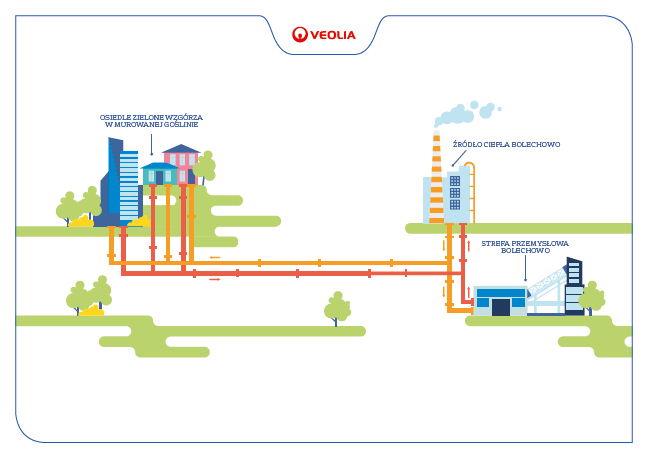 VEOLIA
OSIEDLE ZIELONE WZGÓRZA
W MUROWANEJ GOŚLINIE
ŹRÓDŁO CIEPŁA BOLECHOWO
STREFA PRZEMYSŁOWA
BOLECHOWO